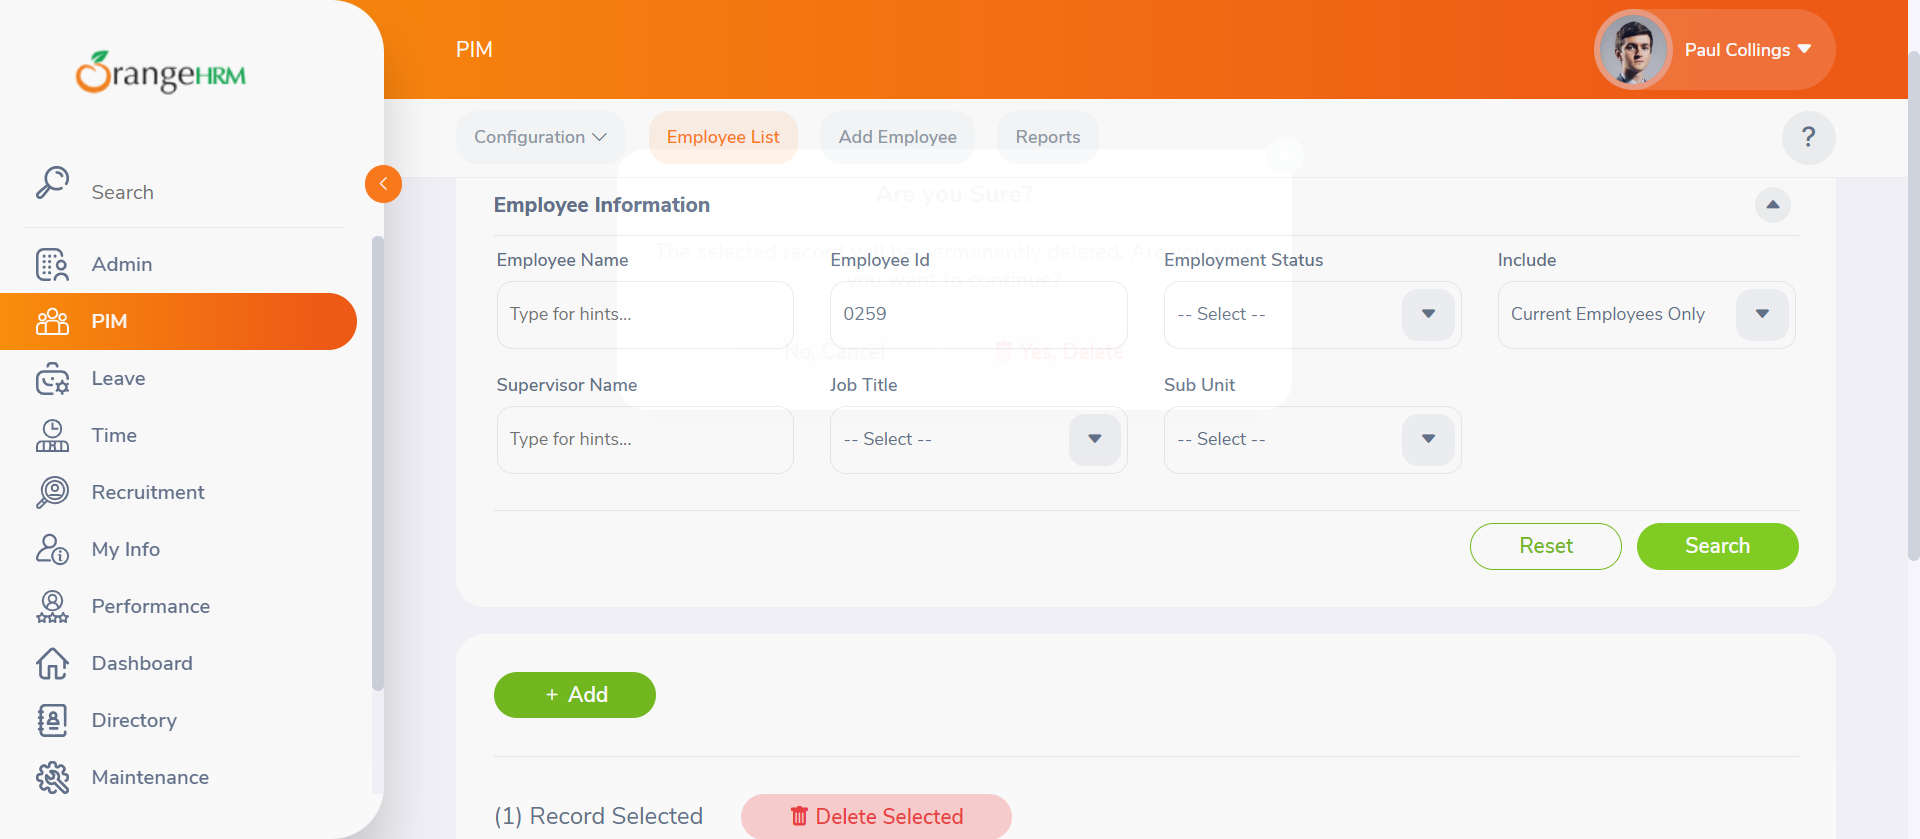 OrangeHRM
PIM
Paul Collings
Configuration
Employee List
Add Employee
Reports
?
Search
Admin
PIM
Leave
Time
Recruitment
My Info
Performance
Dashboard
Directory
Maintenance
Are you Sure?
The selected record will be permanently deleted. Are you sure
you want to continue?
No, Cancel
Yes, Delete
Employee Information
Employee Name
Employee Id
Employment Status
Include
Type for hints...
0259
-- Select --
Current Employees Only
Supervisor Name
Job Title
Sub Unit
Type for hints...
-- Select --
-- Select --
Reset
Search
+ Add
(1) Record Selected
Delete Selected